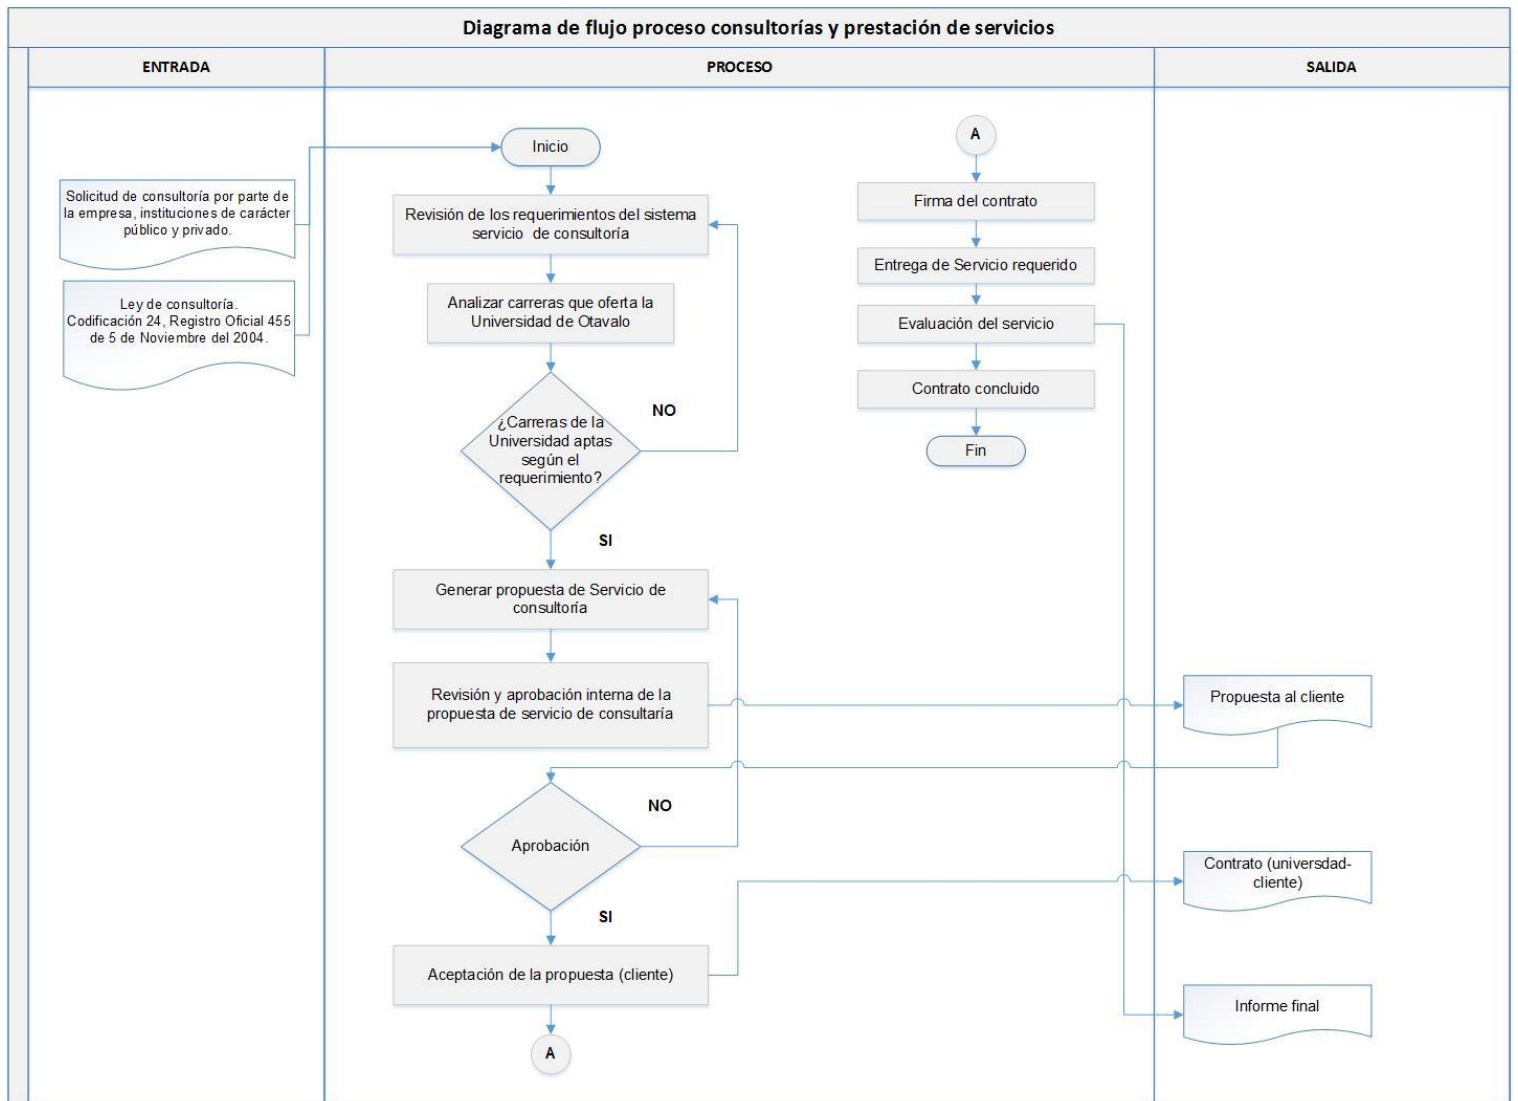 Diagrama de flujo proceso consultorías y prestación de servicios
ENTRADA
PROCESO
SALIDA
Solicitud de consultoría por parte de
la empresa, instituciones de carácter
público y privado.
Ley de consultoría.
Codificación 24, Registro Oficial 455
de 5 de Noviembre del 2004.
Inicio
Revisión de los requerimientos del sistema
servicio de consultoría
Analizar carreras que oferta la
Universidad de Otavalo
¿Carreras de la
Universidad aptas
según el
requerimiento?
NO
SI
Generar propuesta de Servicio de
consultoría
Revisión y aprobación interna de la
propuesta de servicio de consultaría
Aprobación
NO
SI
Aceptación de la propuesta (cliente)
A
A
Firma del contrato
Entrega de Servicio requerido
Evaluación del servicio
Contrato concluido
Fin
Propuesta al cliente
Contrato (universdad-
cliente)
Informe final